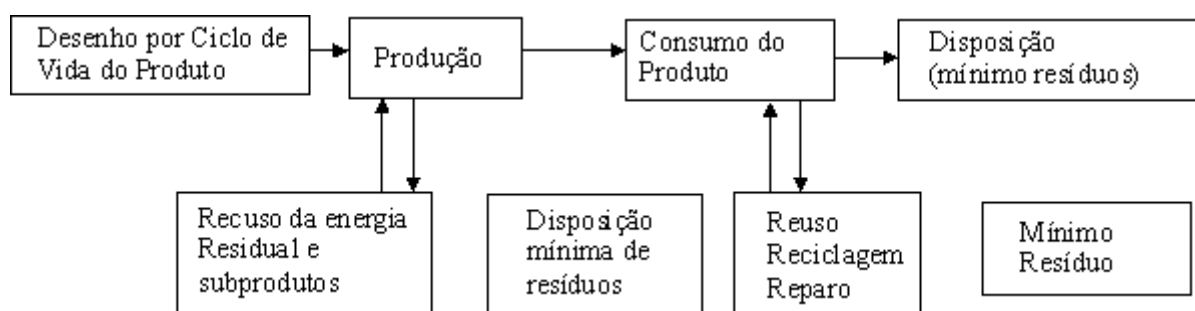 Desenho por Ciclo de
Vida do Produto
Produção
Consumo do
Produto
Disposição
(mínimo resíduos)
Recuso da energia
Residual e
subprodutos
Disposição
mínima de
resíduos
Reuso
Reciclagem
Reparo
Mínimo
Resíduo